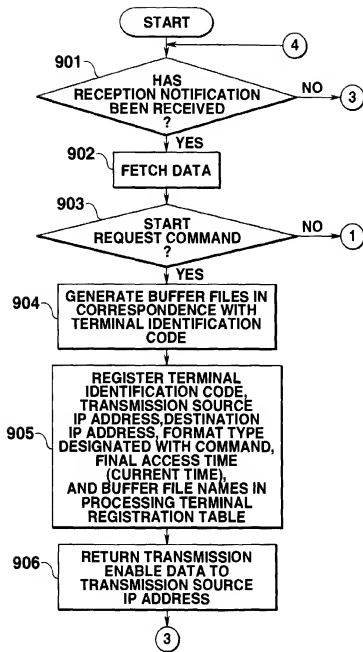 START
4
901
HAS
RECEPTION NOTIFICATION
BEEN RECEIVED
?
NO
3
YES
902
FETCH DATA
903
START
REQUEST COMMAND
?
NO
1
YES
904
GENERATE BUFFER FILES IN
CORRESPONDENCE WITH
TERMINAL IDENTIFICATION
CODE
905
REGISTER TERMINAL
IDENTIFICATION CODE,
TRANSMISSION SOURCE
IP ADDRESS,DESTINATION
IP ADDRESS, FORMAT TYPE
DESIGNATED WITH COMMAND,
FINAL ACCESS TIME
(CURRENT TIME),
AND BUFFER FILE NAMES IN
PROCESSING TERMINAL
REGISTRATION TABLE
906
RETURN TRANSMISSION
ENABLE DATA TO
TRANSMISSION SOURCE
IP ADDRESS
3